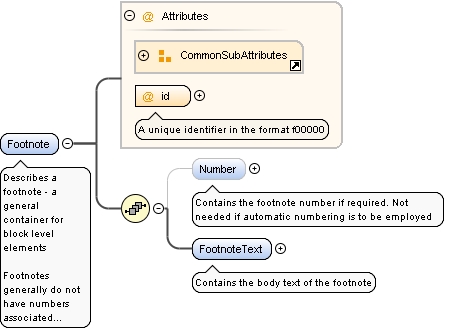 Attributes
CommonSubAttributes
id
A unique identifier in the format f00000
Footnote
Describes a
footnote - a
general
container for
block level
elements
Footnotes
generally do not
have numbers
associated...
Number
Contains the footnote number if required. Not
needed if automatic numbering is to be employed
FootnoteText
Contains the body text of the footnote